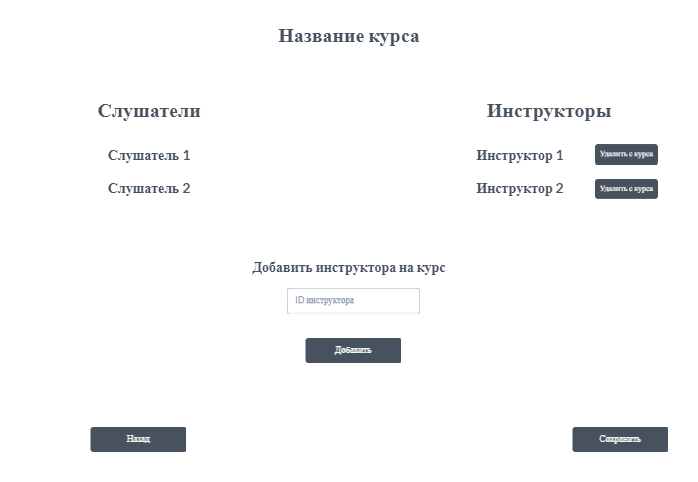 Название курса
Слушатели
Инструкторы
Слушатель 1
Инструктор 1
Удалить с курса
Слушатель 2
Инструктор 2
Удалить с курса
Добавить инструктора на курс
ID инструктора
Добавить
Назад
Сохранить